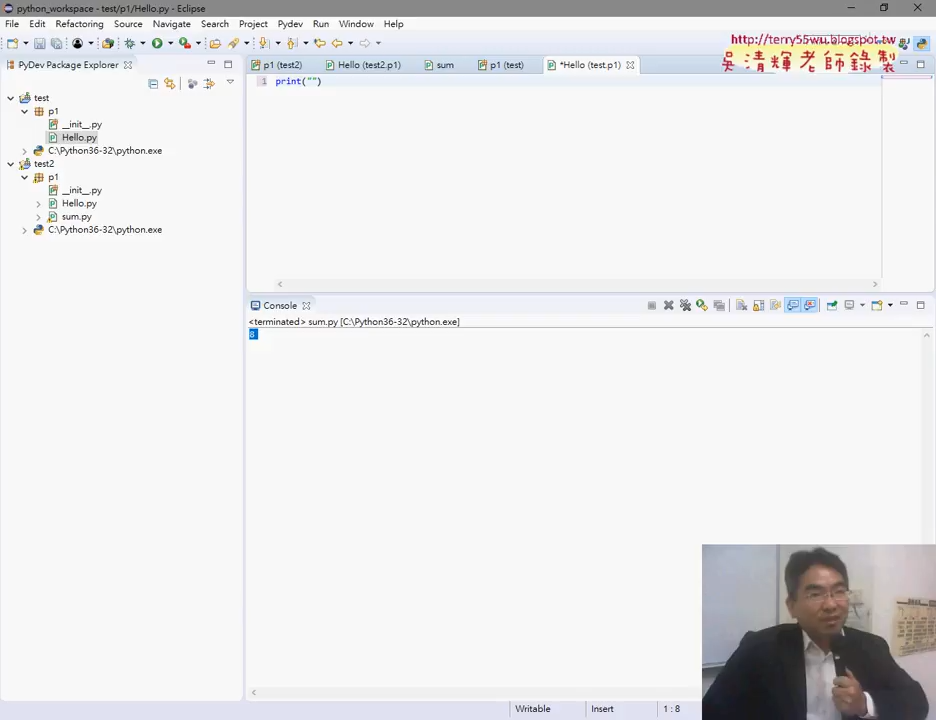 python_workspace - test/p1/Hello.py - Eclipse
File Edit Refactoring Source Navigate Search Project Pydev Run Window Help
http://terry55wu.blogspot.tw
吳清輝老師錄製
PyDev Package Explorer
p1 (test2) Hello (test2.p1) sum p1 (test) *Hello (test.p1)
1 print("")
test
p1
__init__.py
Hello.py
C:\Python36-32\python.exe
test2
p1
__init__.py
Hello.py
sum.py
C:\Python36-32\python.exe
Console
<terminated> sum.py [C:\Python36-32\python.exe]
8
Writable Insert 1 : 8